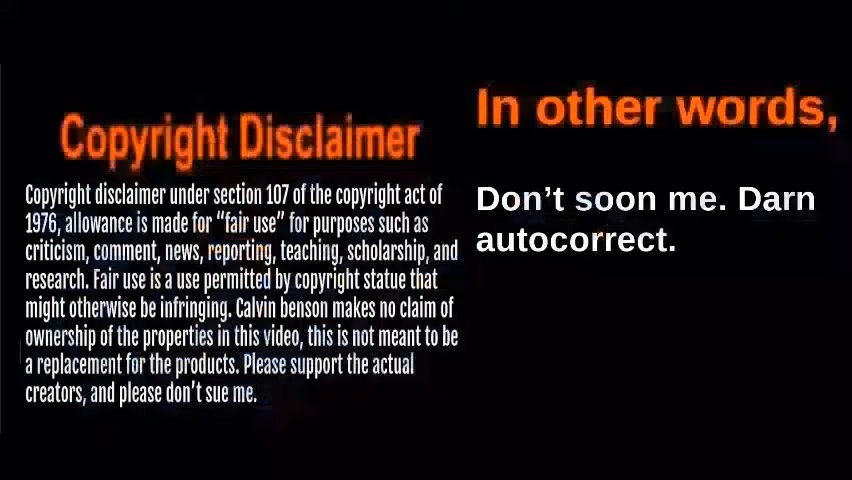 Copyright Disclaimer
Copyright disclaimer under section 107 of the copyright act of
1976, allowance is made for “fair use” for purposes such as
criticism, comment, news, reporting, teaching, scholarship, and
research. Fair use is a use permitted by copyright statue that
might otherwise be infringing. Calvin benson makes no claim of
ownership of the properties in this video, this is not meant to be
a replacement for the products. Please support the actual
creators, and please don’t sue me.
In other words,
Don’t soon me. Darn
autocorrect.